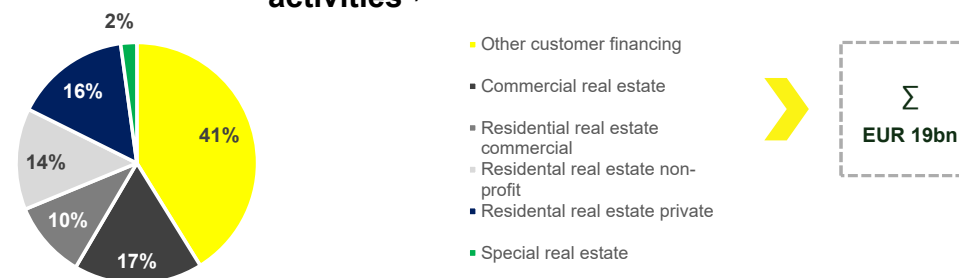 activities
2%
16%
41%
14%
10%
17%
Other customer financing
Commercial real estate
Residential real estate
commercial
Residental real estate non-
profit
Residental real estate private
Special real estate
Σ
EUR 19bn